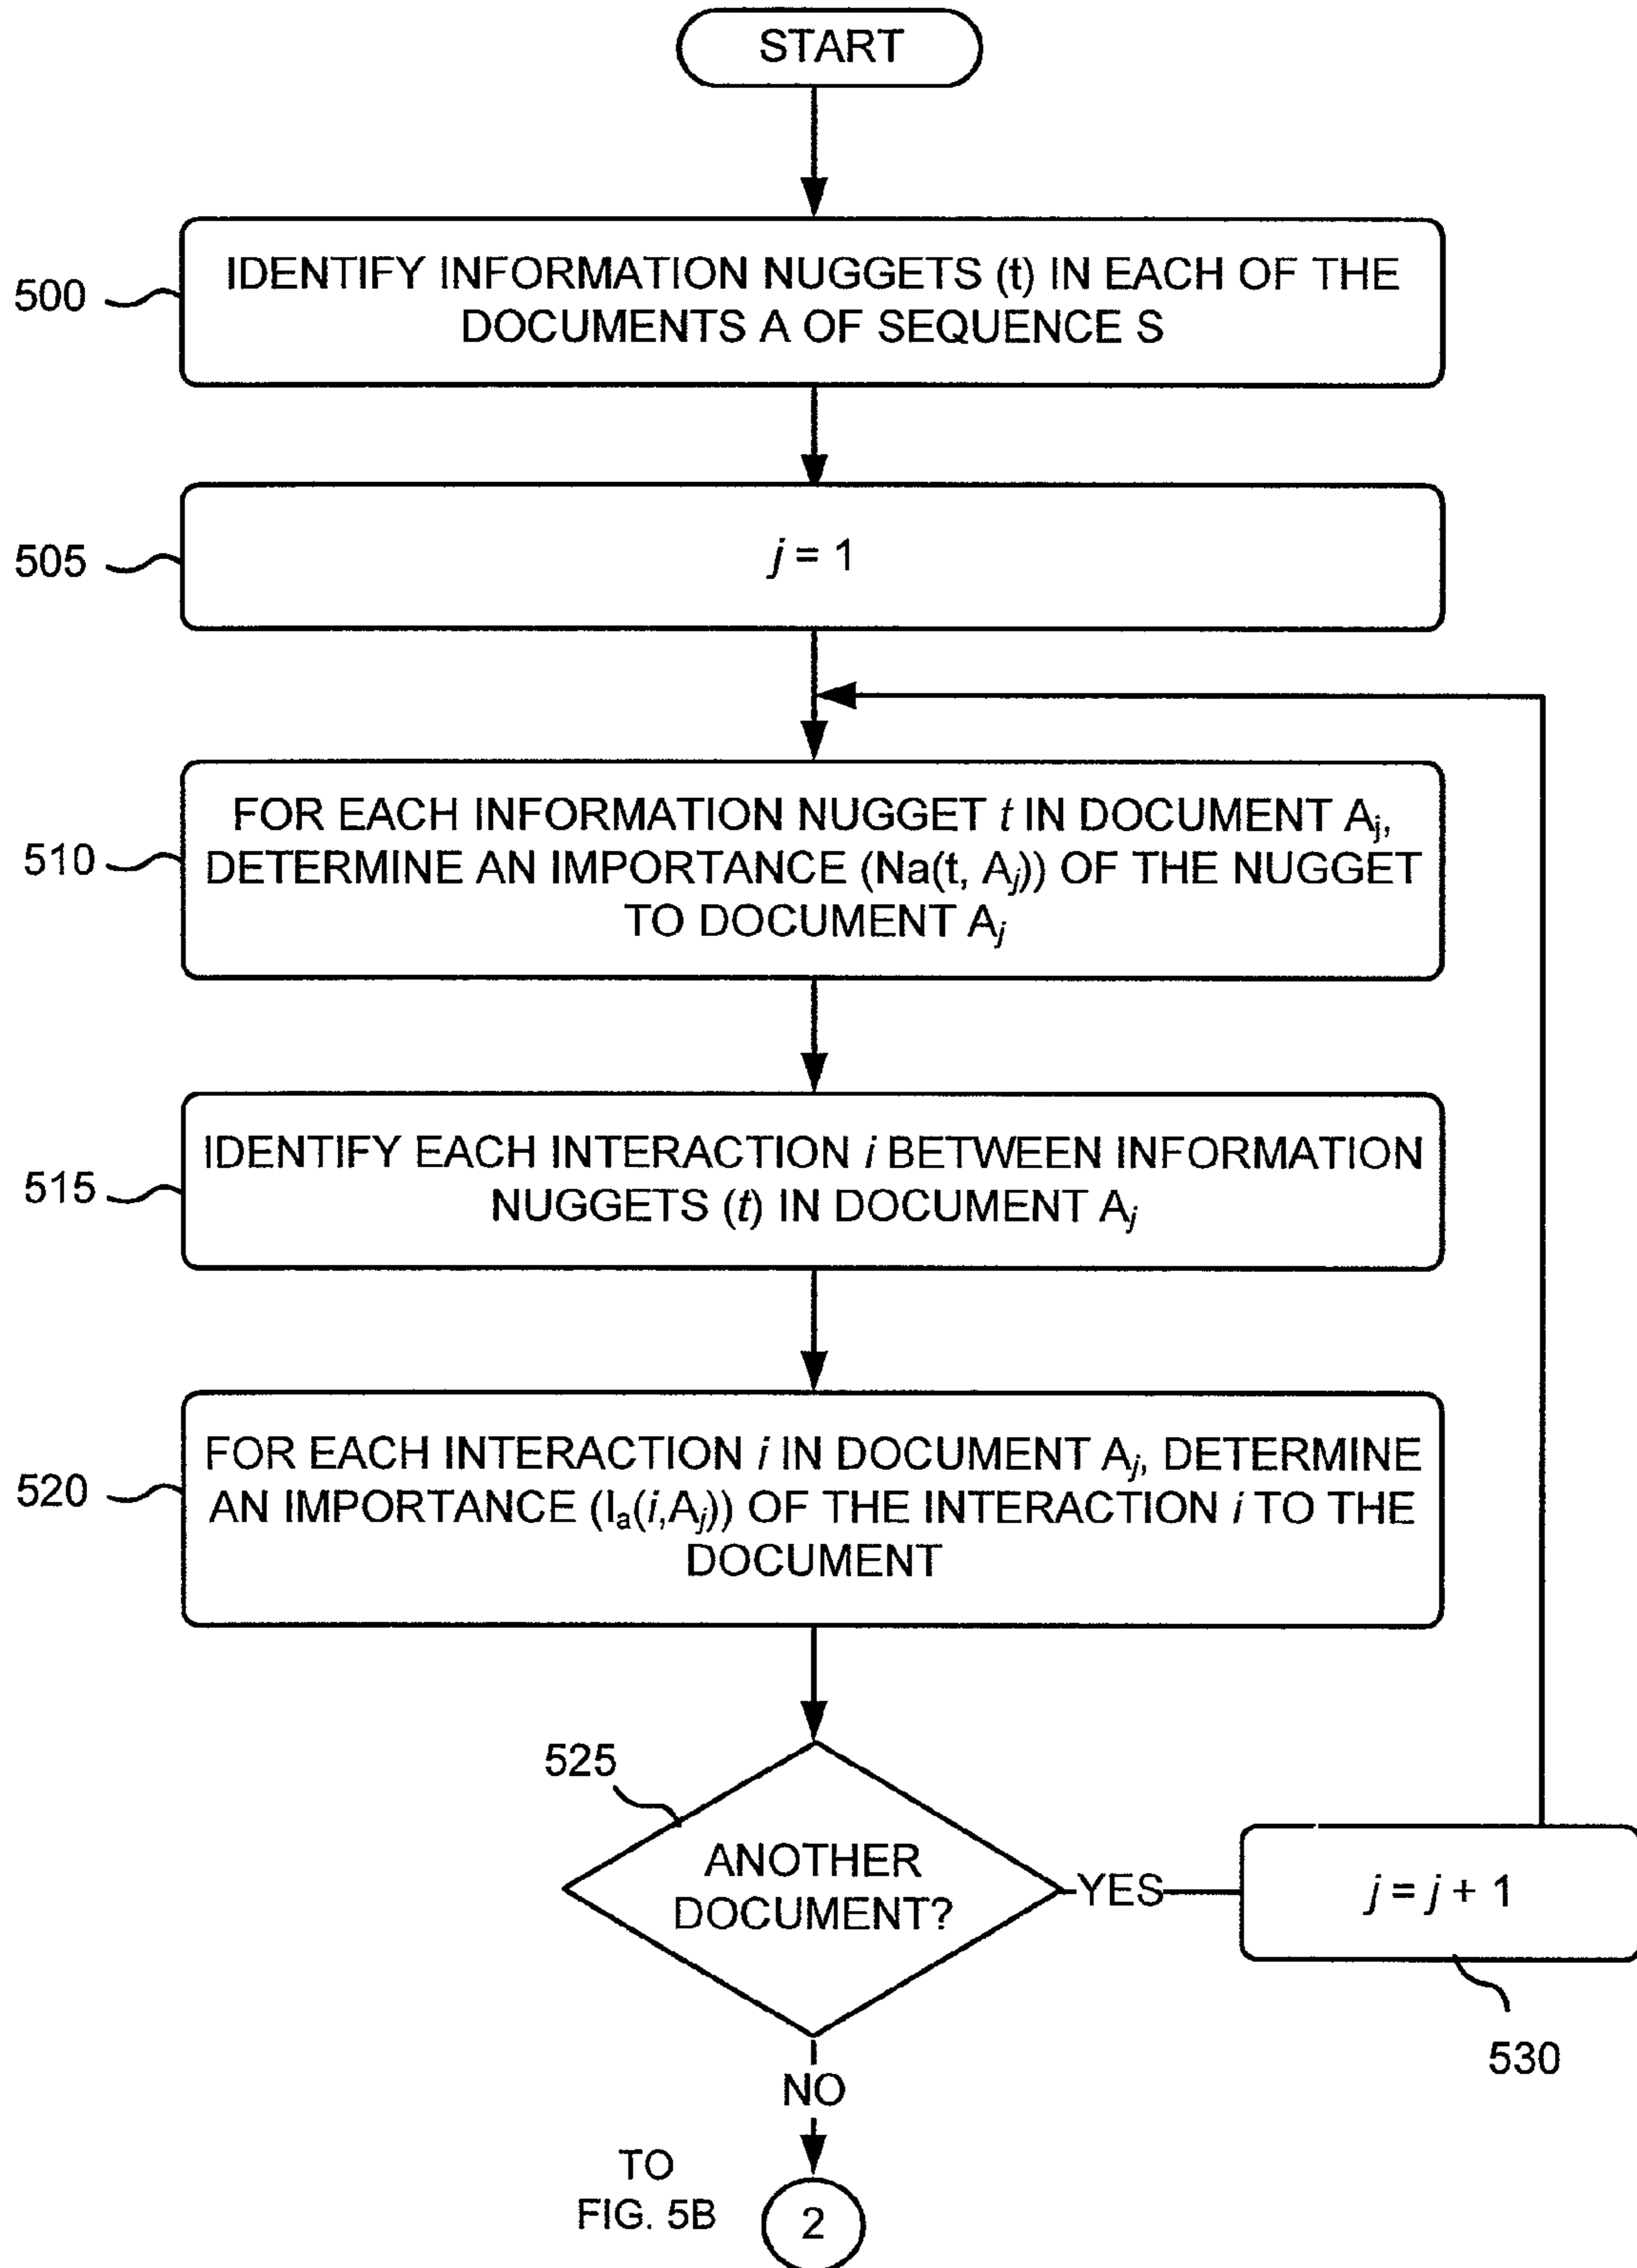 START
500
IDENTIFY INFORMATION NUGGETS (t) IN EACH OF THE
DOCUMENTS A OF SEQUENCE S
505
j = 1
510
FOR EACH INFORMATION NUGGET t IN DOCUMENT Aj,
DETERMINE AN IMPORTANCE (Na(t, Aj)) OF THE NUGGET
TO DOCUMENT Aj
515
IDENTIFY EACH INTERACTION i BETWEEN INFORMATION
NUGGETS (t) IN DOCUMENT Aj
520
FOR EACH INTERACTION i IN DOCUMENT Aj, DETERMINE
AN IMPORTANCE (Ia(i,Aj)) OF THE INTERACTION i TO THE
DOCUMENT
525
ANOTHER
DOCUMENT?
YES
j = j + 1
530
NO
TO
FIG. 5B
2